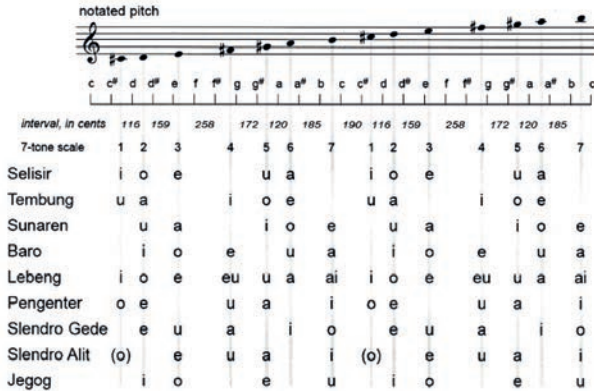 notated pitch
c c# d d# e f f# g g# a a# b c c# d d# e f f# g g# a a# b c
interval, in cents 116 159 258 172 120 185 190 116 159 258 172 120 185
7-tone scale 1 2 3 4 5 6 7 1 2 3 4 5 6 7
Selisir i o e u a i o e u a
Tembung u a i o e u a i o e
Sunaren u a i o e u a i o e
Baro i o e u a i o e u a
Lebeng i o e eu u a ai i o e eu u a ai
Pengenter o e u a i o e u a i
Slendro Gede e u a i o e u a i o
Slendro Alit (o) e u a i (o) e u a i
Jegog i o e u i o e u